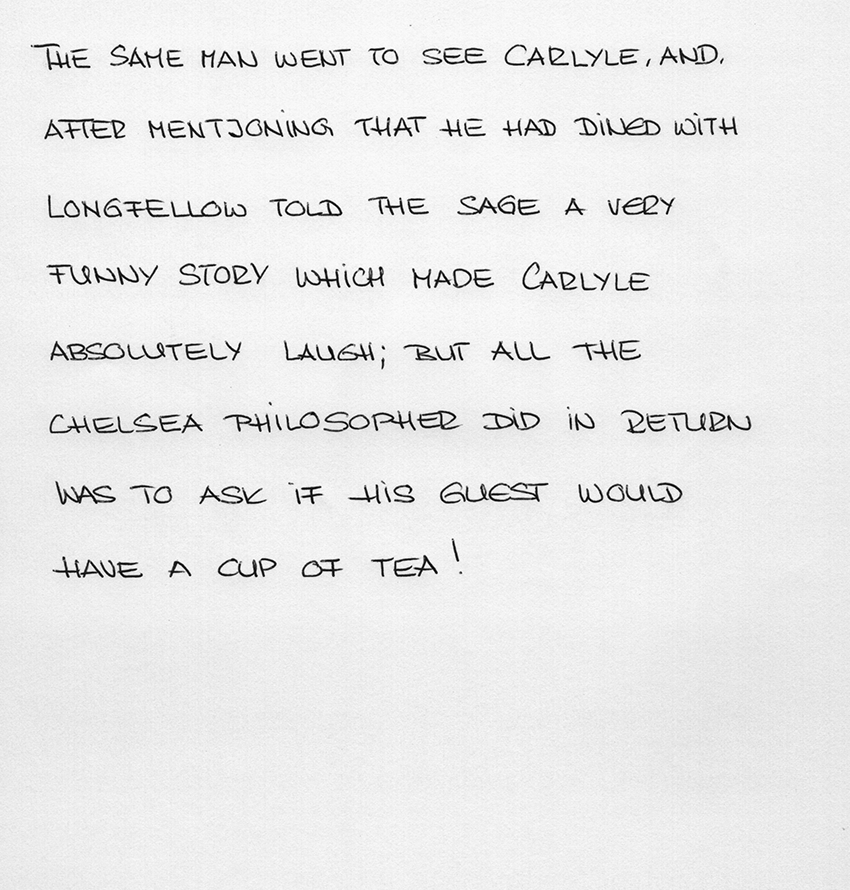 THE SAME MAN WENT TO SEE CARLYLE, AND,
AFTER MENTIONING THAT HE HAD DINED WITH
LONGFELLOW TOLD THE SAGE A VERY
FUNNY STORY WHICH MADE CARLYLE
ABSOLUTELY LAUGH; BUT ALL THE
CHELSEA PHILOSOPHER DID IN RETURN
WAS TO ASK IF HIS GUEST WOULD
HAVE A CUP OF TEA!